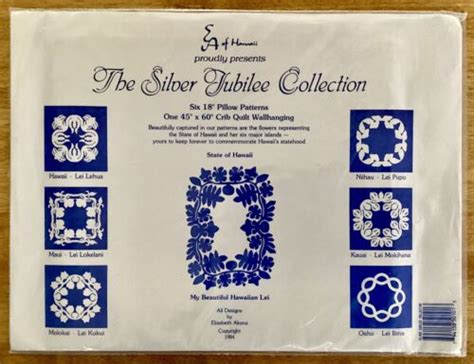 EA of Hawaii
proudly presents
The Silver Jubilee Collection
Six 18" Pillow Patterns
One 45" x 60" Crib Quilt Wallhanging
Beautifully captured in our patterns are the flowers representing
the State of Hawaii and her six major islands —
yours to keep forever to commemorate Hawaii's statehood
State of Hawaii
Hawaii - Lei Lehua
Maui - Lei Lokelani
Molokai - Lei Kukui
Niihau - Lei Pupu
Kauai - Lei Mokihana
Oahu - Lei Ilima
My Beautiful Hawaiian Lei
All Designs
by
Elizabeth Akana
Copyright
1984